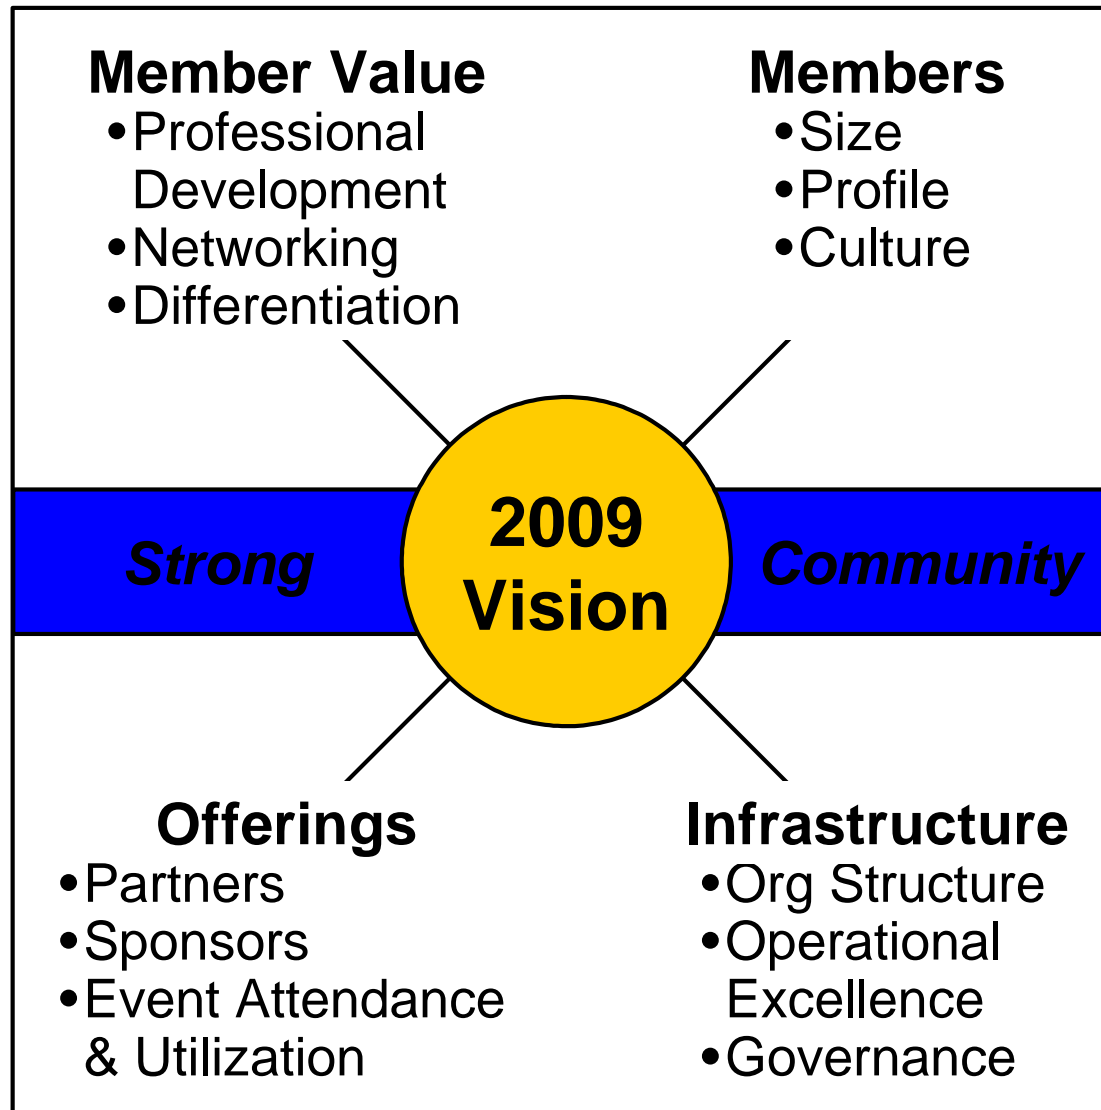 Member Value
•Professional
Development
•Networking
•Differentiation
Members
•Size
•Profile
•Culture
Strong
2009
Vision
Community
Offerings
•Partners
•Sponsors
•Event Attendance
& Utilization
Infrastructure
•Org Structure
•Operational
Excellence
•Governance